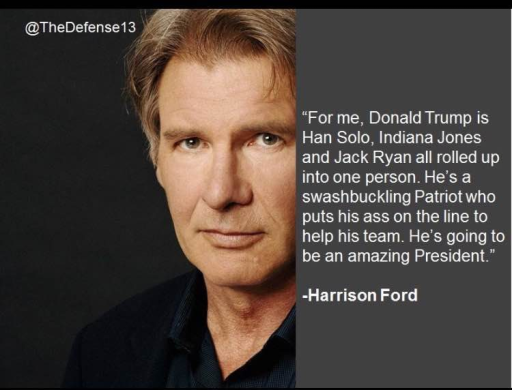 @TheDefense13
“For me, Donald Trump is
Han Solo, Indiana Jones
and Jack Ryan all rolled up
into one person. He’s a
swashbuckling Patriot who
puts his ass on the line to
help his team. He’s going to
be an amazing President.”
-Harrison Ford